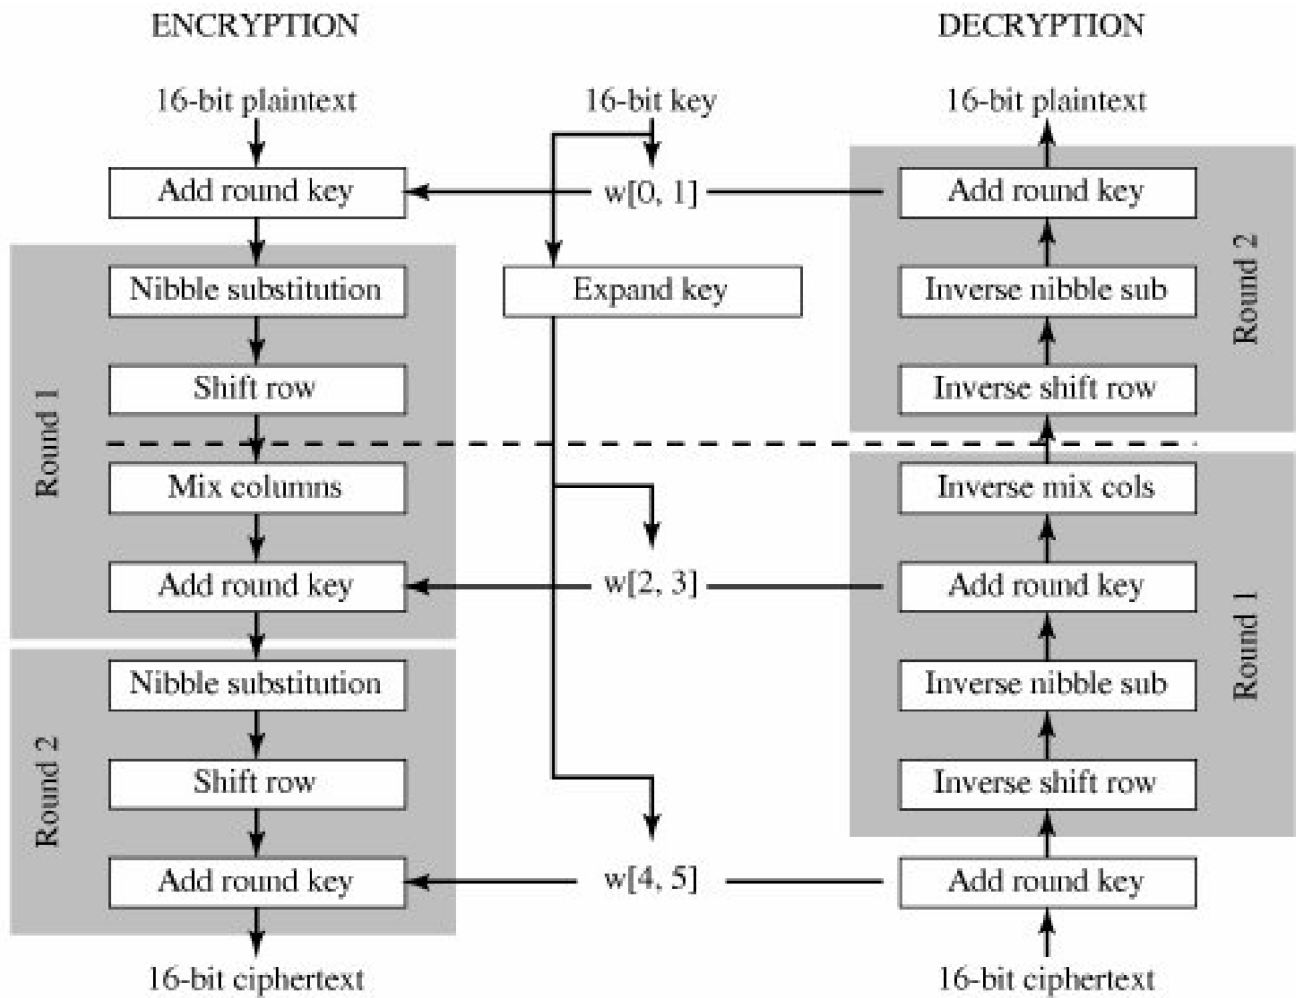 ENCRYPTION
DECRYPTION
16-bit plaintext
16-bit key
16-bit plaintext
Add round key
w[0, 1]
Add round key
Nibble substitution
Expand key
Inverse nibble sub
Round 2
Shift row
Inverse shift row
Round 1
Mix columns
Inverse mix cols
Add round key
w[2, 3]
Add round key
Round 1
Nibble substitution
Inverse nibble sub
Shift row
Inverse shift row
Round 2
Add round key
w[4, 5]
Add round key
16-bit ciphertext
16-bit ciphertext